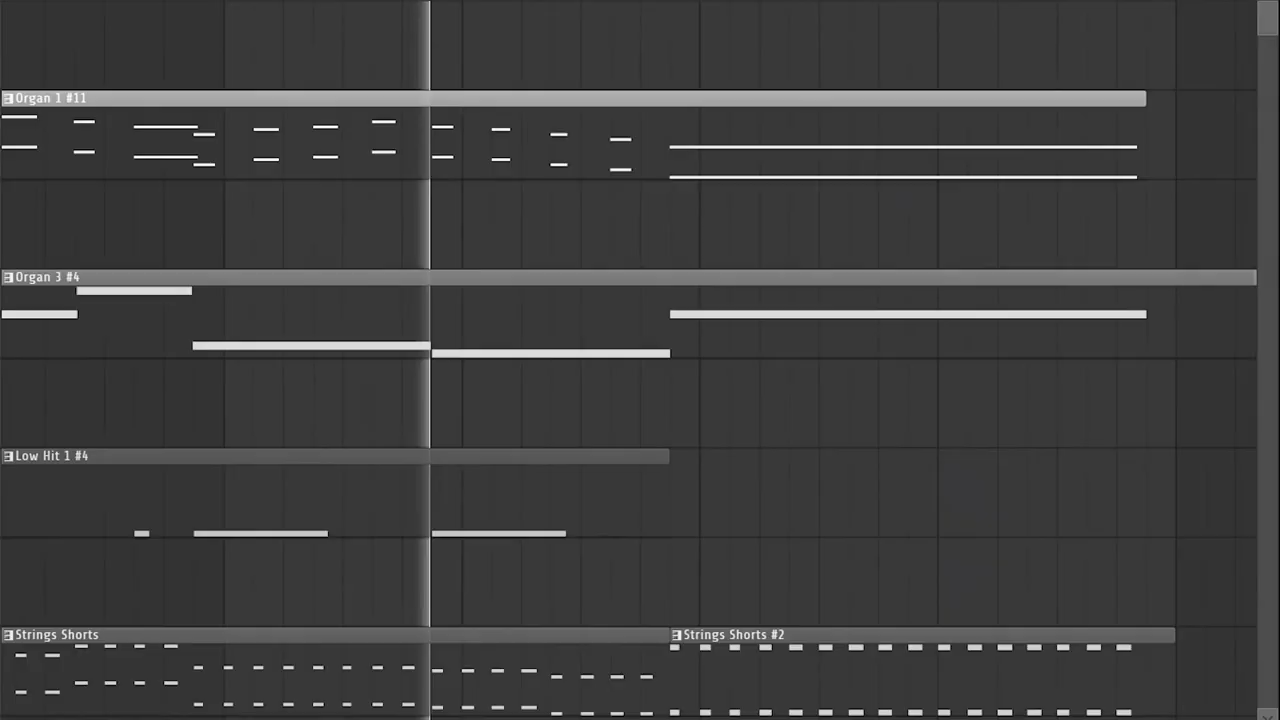 Organ 1 #11
Organ 3 #4
Low Hit 1 #4
Strings Shorts
Strings Shorts #2